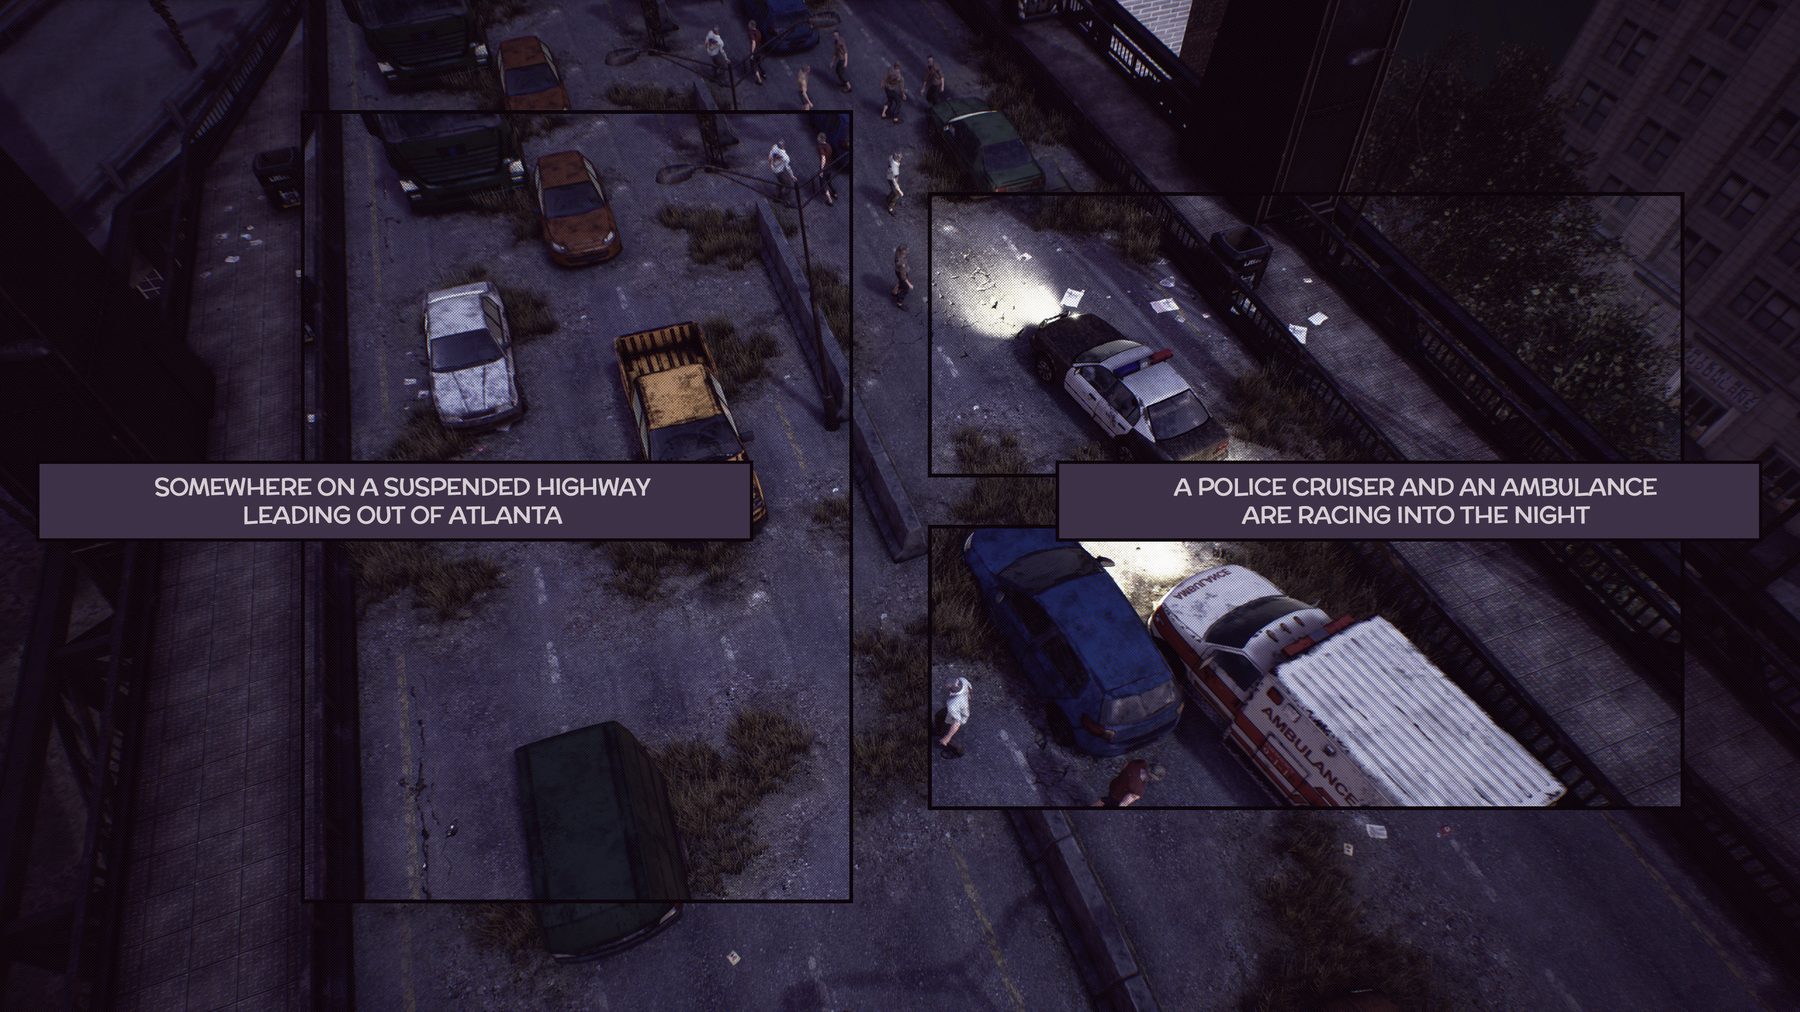 SOMEWHERE ON A SUSPENDED HIGHWAY
LEADING OUT OF ATLANTA
A POLICE CRUISER AND AN AMBULANCE
ARE RACING INTO THE NIGHT
AMBULANCE
AMBULANCE